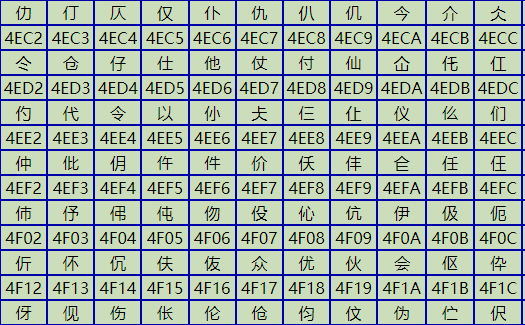 仂 仃 仄 仅 仆 仇 仈 仉 今 介 仌
4EC2 4EC3 4EC4 4EC5 4EC6 4EC7 4EC8 4EC9 4ECA 4ECB 4ECC
仒 仓 仔 仕 他 仗 付 仙 仚 仛 仜
4ED2 4ED3 4ED4 4ED5 4ED6 4ED7 4ED8 4ED9 4EDA 4EDB 4EDC
仢 代 令 以 仦 仧 仨 仩 仪 仫 们
4EE2 4EE3 4EE4 4EE5 4EE6 4EE7 4EE8 4EE9 4EEA 4EEB 4EEC
仲 仳 仴 仵 件 价 仸 仹 仺 任 仼
4EF2 4EF3 4EF4 4EF5 4EF6 4EF7 4EF8 4EF9 4EFA 4EFB 4EFC
伂 伃 伄 伅 伆 伇 伈 伉 伊 伋 伌
4F02 4F03 4F04 4F05 4F06 4F07 4F08 4F09 4F0A 4F0B 4F0C
伒 伓 伔 伕 伖 众 优 伙 会 伛 伜
4F12 4F13 4F14 4F15 4F16 4F17 4F18 4F19 4F1A 4F1B 4F1C
伢 伣 伤 伥 伦 伧 伨 伩 伪 伫 伬